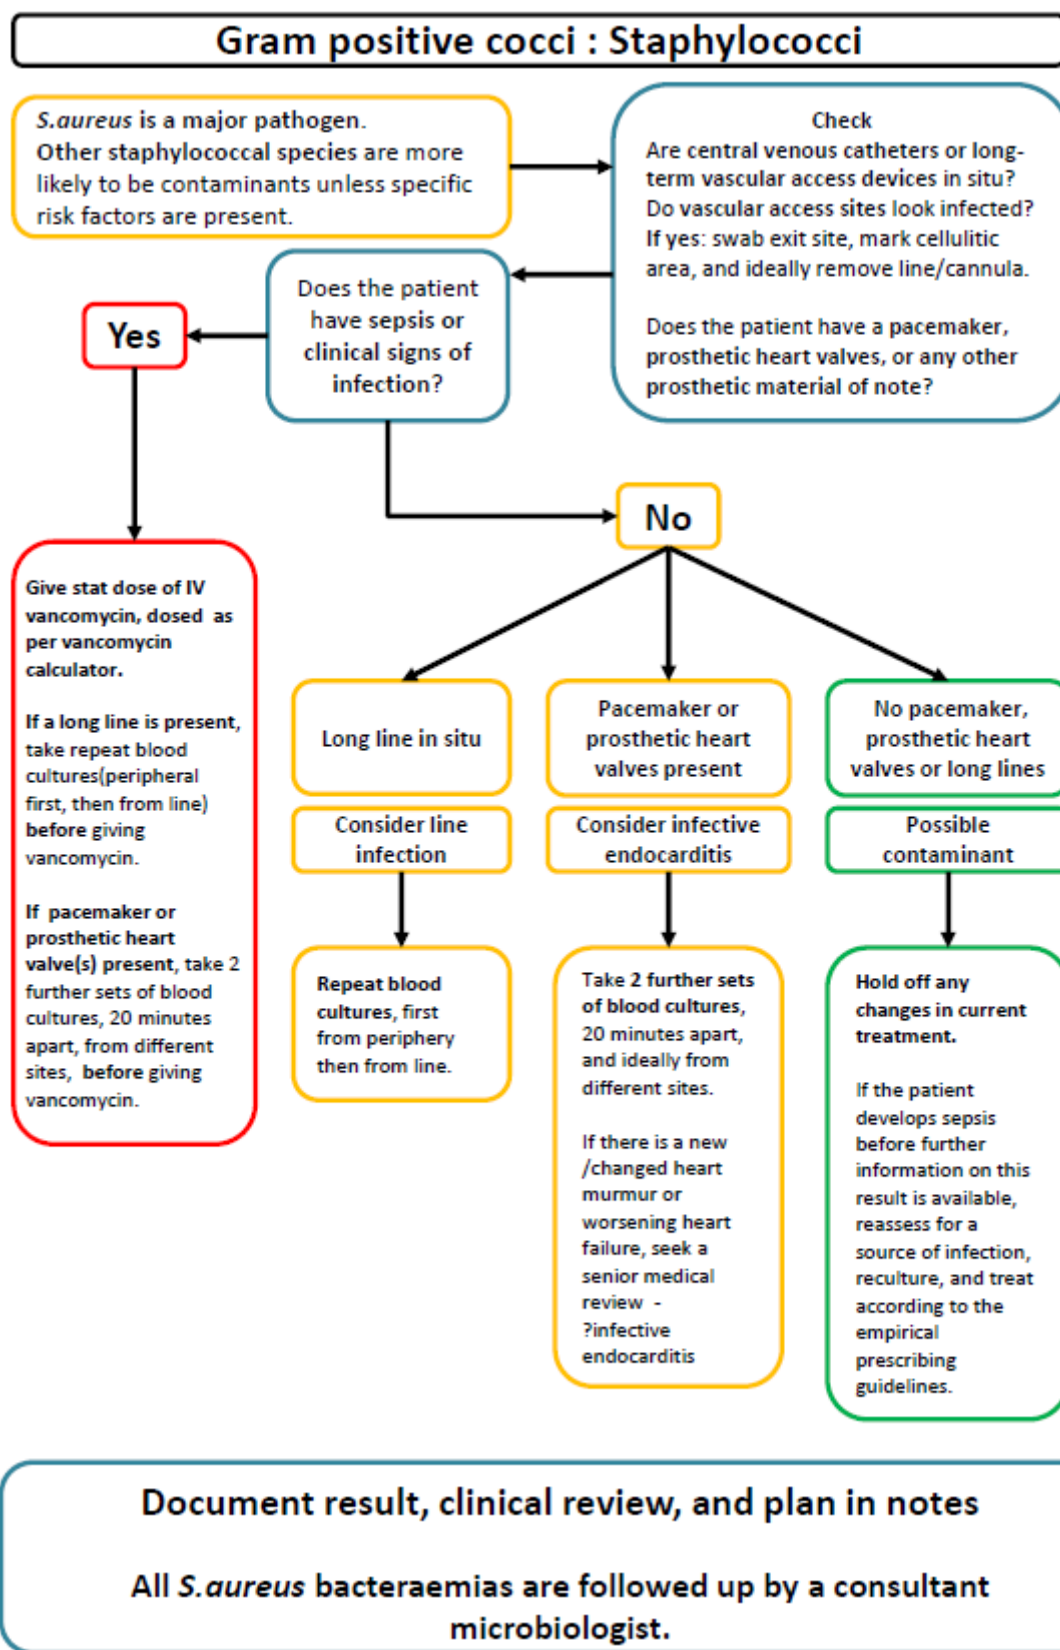 Gram positive cocci : Staphylococci
S.aureus is a major pathogen.
Other staphylococcal species are more
likely to be contaminants unless specific
risk factors are present.
Check
Are central venous catheters or long-
term vascular access devices in situ?
Do vascular access sites look infected?
If yes: swab exit site, mark cellulitic
area, and ideally remove line/cannula.
Does the patient have a pacemaker,
prosthetic heart valves, or any other
prosthetic material of note?
Does the patient
have sepsis or
clinical signs of
infection?
Yes
No
Give stat dose of IV
vancomycin, dosed as
per vancomycin
calculator.
If a long line is present,
take repeat blood
cultures(peripheral
first, then from line)
before giving
vancomycin.
If pacemaker or
prosthetic heart
valve(s) present, take 2
further sets of blood
cultures, 20 minutes
apart, from different
sites, before giving
vancomycin.
Long line in situ
Consider line
infection
Repeat blood
cultures, first
from periphery
then from line.
Pacemaker or
prosthetic heart
valves present
Consider infective
endocarditis
Take 2 further sets
of blood cultures,
20 minutes apart,
and ideally from
different sites.
If there is a new
/changed heart
murmur or
worsening heart
failure, seek a
senior medical
review -
?infective
endocarditis
No pacemaker,
prosthetic heart
valves or long lines
Possible
contaminant
Hold off any
changes in current
treatment.
If the patient
develops sepsis
before further
information on this
result is available,
reassess for a
source of infection,
reculture, and treat
according to the
empirical
prescribing
guidelines.
Document result, clinical review, and plan in notes
All S.aureus bacteraemias are followed up by a consultant
microbiologist.